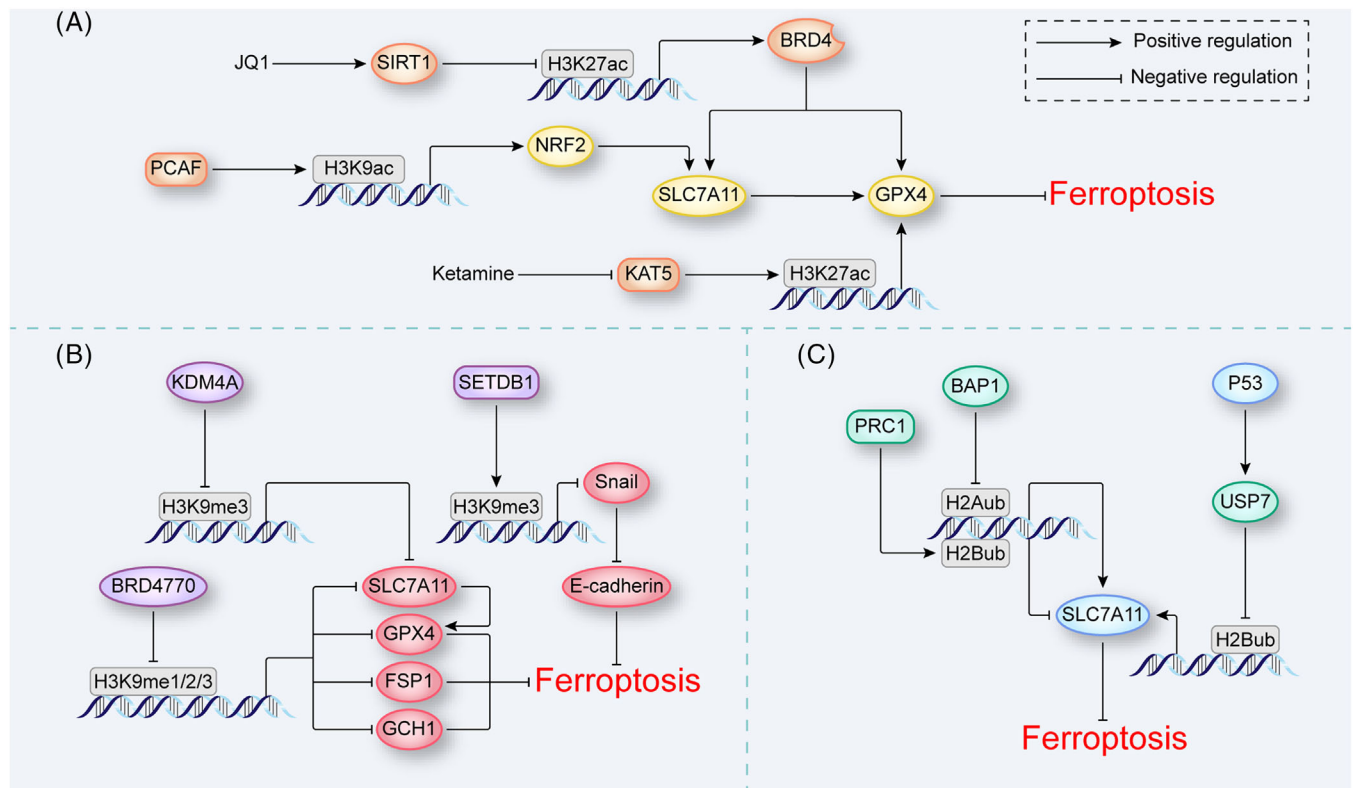 (A)
JQ1
SIRT1
H3K27ac
BRD4
Positive regulation
Negative regulation
PCAF
H3K9ac
NRF2
SLC7A11
GPX4
Ferroptosis
Ketamine
KAT5
H3K27ac
(B)
KDM4A
SETDB1
H3K9me3
H3K9me3
Snail
BRD4770
SLC7A11
E-cadherin
GPX4
H3K9me1/2/3
FSP1
Ferroptosis
GCH1
(C)
BAP1
P53
PRC1
H2Aub
USP7
H2Bub
SLC7A11
H2Bub
Ferroptosis